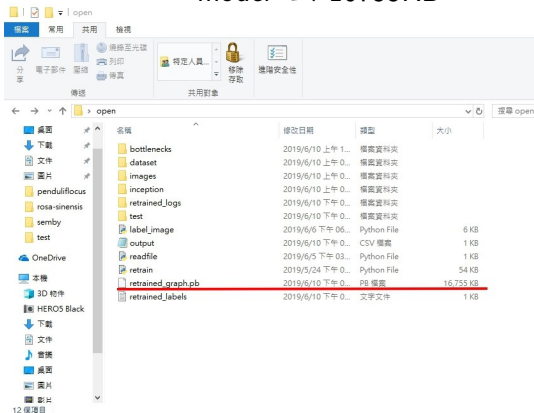 open
檔案 常用 共用 檢視
分享
電子郵件
壓縮
燒錄至光碟
列印
傳真
傳送
特定人員...
共用對象
移除存取
進階安全性
open
搜尋 open
桌面
下載
文件
圖片
penduliflocus
rosa-sinensis
semby
test
OneDrive
本機
3D 物件
HERO5 Black
下載
文件
音樂
桌面
圖片
影片
名稱 修改日期 類型 大小
bottlenecks 2019/6/10 上午 1... 檔案資料夾
dataset 2019/6/10 上午 0... 檔案資料夾
images 2019/6/10 上午 0... 檔案資料夾
inception 2019/6/10 下午 0... 檔案資料夾
retrained_logs 2019/6/10 下午 0... 檔案資料夾
test 2019/6/10 下午 0... 檔案資料夾
label_image 2019/6/6 下午 06... Python File 6 KB
output 2019/6/10 下午 0... CSV 檔案 1 KB
readfile 2019/6/5 下午 03... Python File 1 KB
retrain 2019/5/24 下午 0... Python File 54 KB
retrained_graph.pb 2019/6/10 下午 0... PB 檔案 16,755 KB
retrained_labels 2019/6/10 下午 0... 文字文件 1 KB
12 個項目